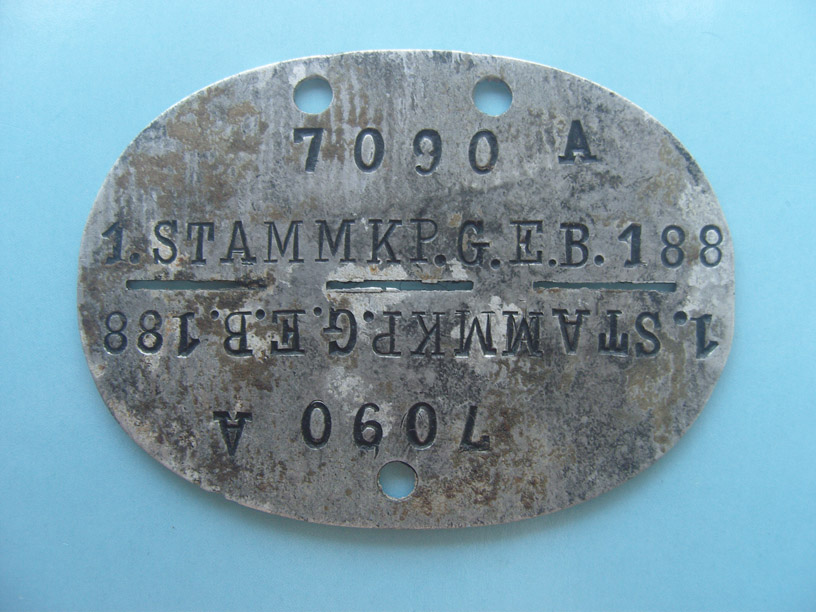 7090 A
1. STAMMKP. G. E. B. 188
1. STAMMKP. G. E. B. 188
7090 A